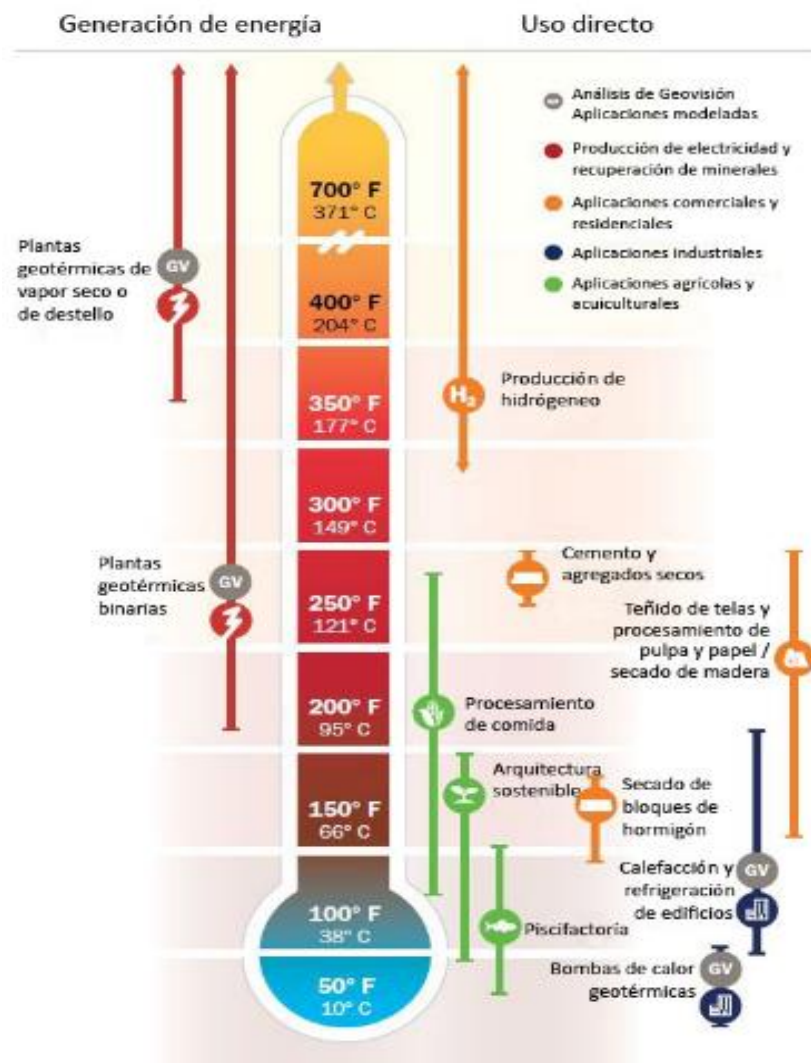 Generación de energía
Uso directo
Análisis de Geovisión
Aplicaciones modeladas
Producción de electricidad y
recuperación de minerales
Aplicaciones comerciales y
residenciales
Aplicaciones industriales
Aplicaciones agrícolas y
acuiculturales
700° F
371° C
Plantas
geotérmicas de
vapor seco o
de destello
GV
400° F
204° C
350° F
177° C
H₂
Producción de
hidrógeneo
300° F
149° C
Plantas
geotérmicas
binarias
GV
250° F
121° C
Cemento y
agregados secos
Teñido de telas y
procesamiento de
pulpa y papel /
secado de madera
200° F
95° C
Procesamiento
de comida
150° F
66° C
Arquitectura
sostenible
Secado de
bloques de
hormigón
Calefacción y
refrigeración
de edificios
GV
100° F
38° C
Piscifactoría
50° F
10° C
Bombas de calor
geotérmicas
GV